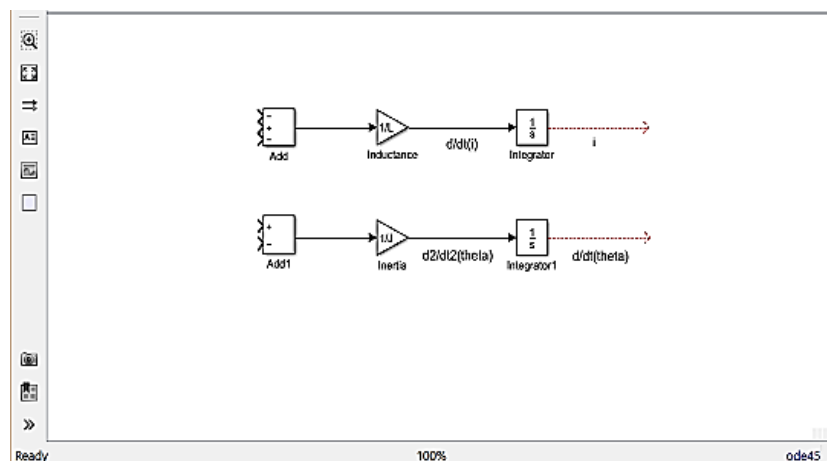 −
+
−
1/L
1
s
Add
Inductance
d/dt(i)
Integrator
i
+
−
1/J
1
s
Add1
Inertia
d2/dt2(theta)
Integrator1
d/dt(theta)
Ready
100%
ode45